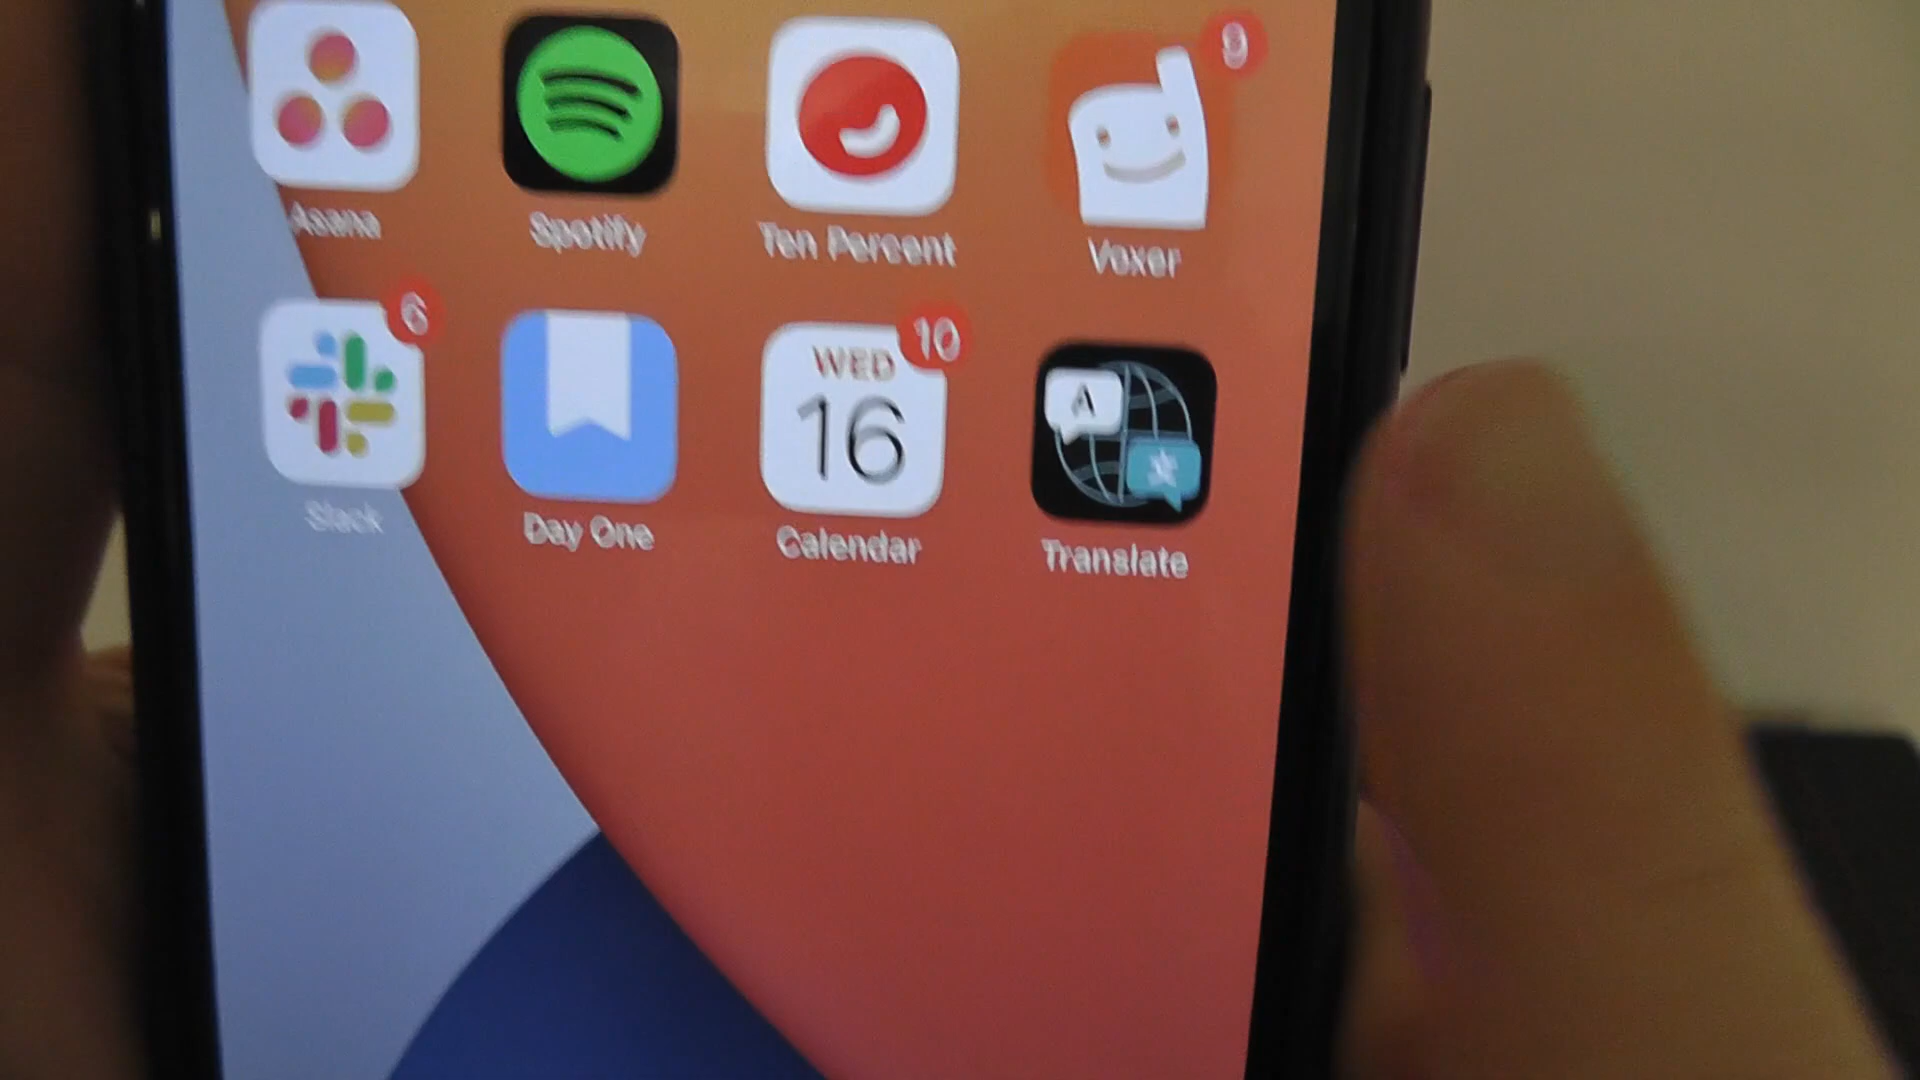 9
Asana Spotify Ten Percent Voxer
6 10
WED
16
A
Slack Day One Calendar Translate